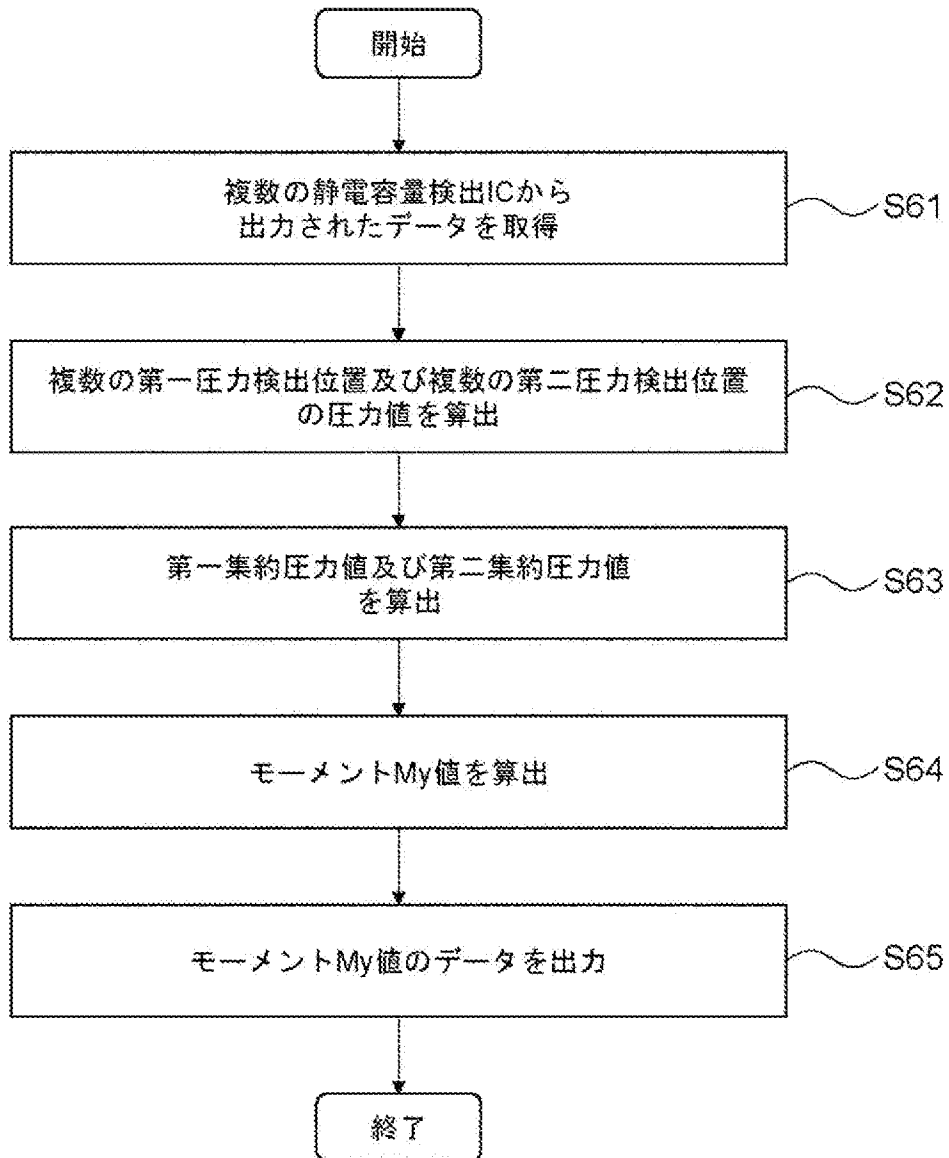 開始
複数の静電容量検出ICから
出力されたデータを取得
S61
複数の第一圧力検出位置及び複数の第二圧力検出位置
の圧力値を算出
S62
第一集約圧力値及び第二集約圧力値
を算出
S63
モーメントMy値を算出
S64
モーメントMy値のデータを出力
S65
終了